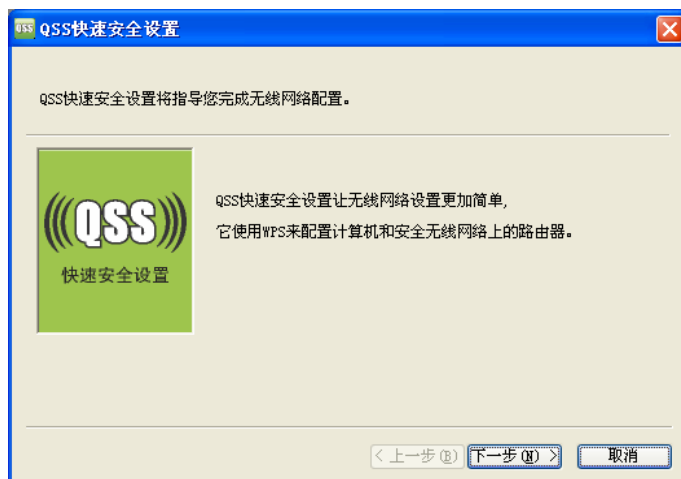 QSS快速安全设置
QSS快速安全设置将指导您完成无线网络配置。
QSS
快速安全设置
QSS快速安全设置让无线网络设置更加简单,
它使用WPS来配置计算机和安全无线网络上的路由器。
< 上一步(B) 下一步(N) > 取消